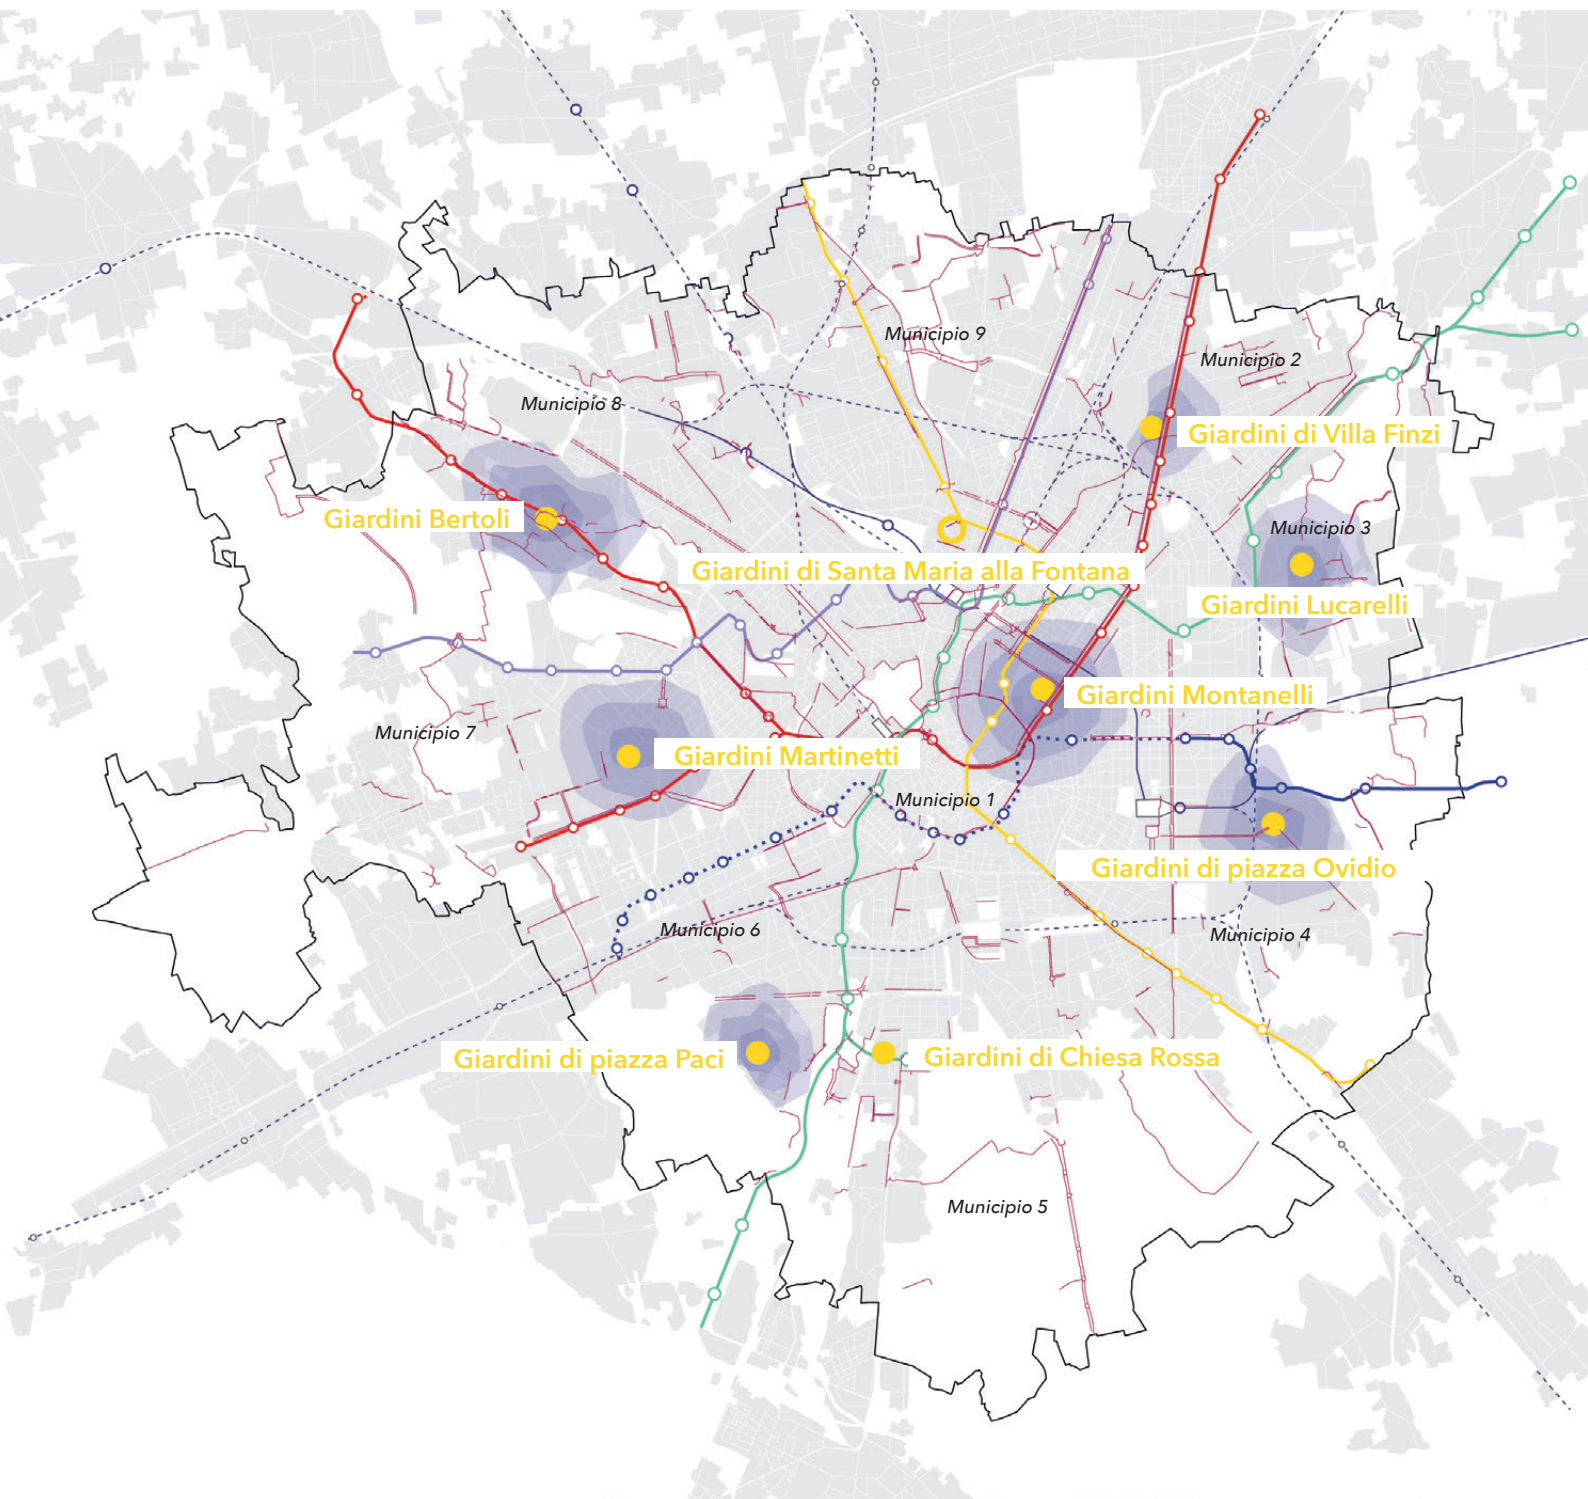 Municipio 9
Municipio 2
Municipio 8
Giardini di Villa Finzi
Giardini Bertoli
Municipio 3
Giardini di Santa Maria alla Fontana
Giardini Lucarelli
Giardini Montanelli
Municipio 7
Giardini Martinetti
Municipio 1
Giardini di piazza Ovidio
Municipio 6
Municipio 4
Giardini di piazza Paci
Giardini di Chiesa Rossa
Municipio 5